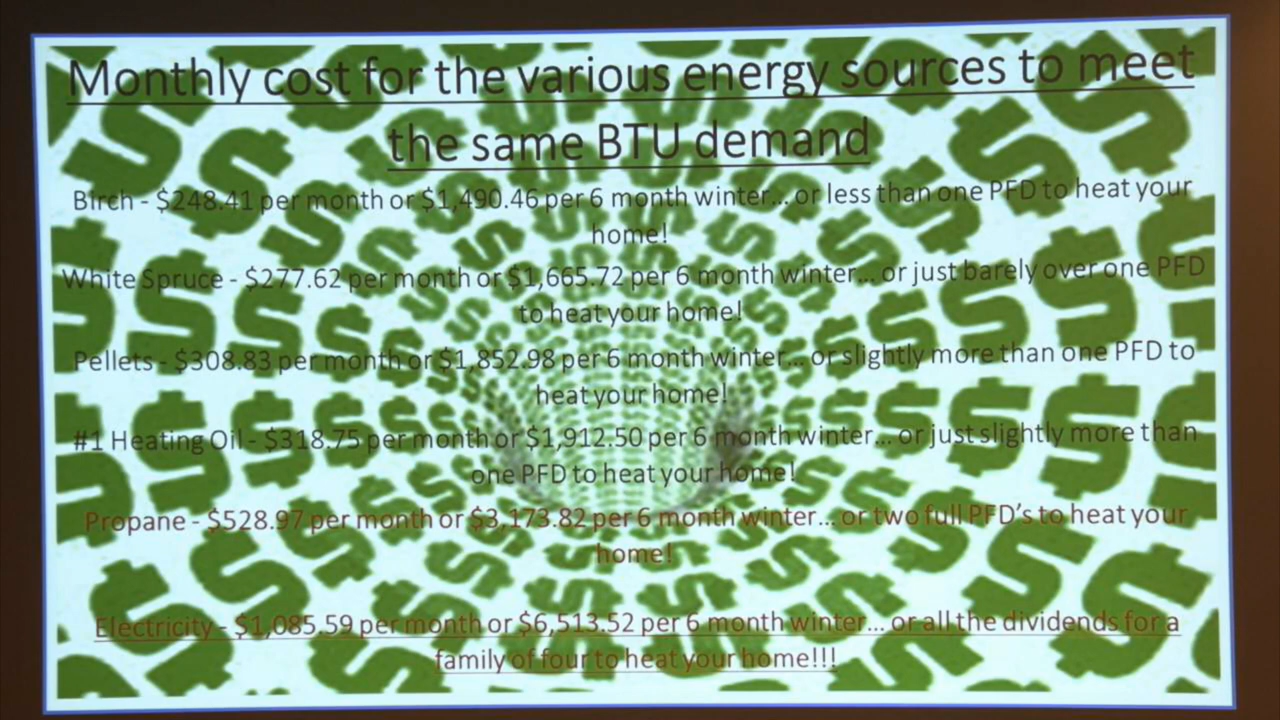 Monthly cost for the various energy sources to meet
the same BTU demand
Birch - $248.41 per month or $1,490.46 per 6 month winter... or less than one PFD to heat your
home!
White Spruce - $277.62 per month or $1,665.72 per 6 month winter... or just barely over one PFD
to heat your home!
Pellets - $308.83 per month or $1,852.98 per 6 month winter... or slightly more than one PFD to
heat your home!
#1 Heating Oil - $318.75 per month or $1,912.50 per 6 month winter... or just slightly more than
one PFD to heat your home!
Propane - $528.97 per month or $3,173.82 per 6 month winter... or two full PFD's to heat your
home!
Electricity - $1,085.59 per month or $6,513.52 per 6 month winter... or all the dividends for a
family of four to heat your home!!!